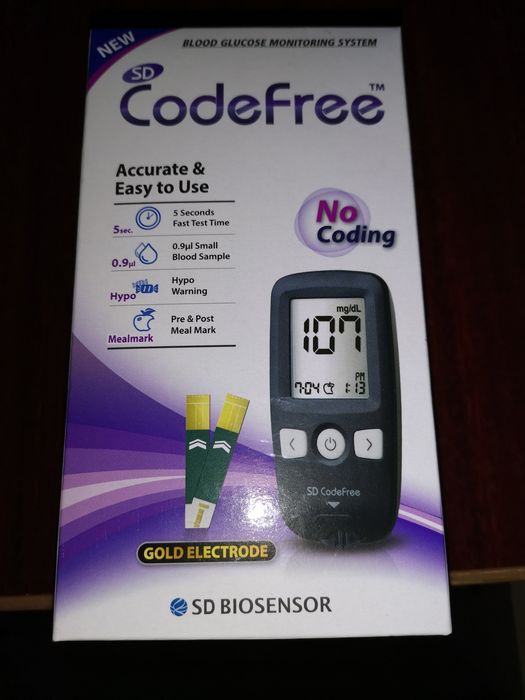 NEW
BLOOD GLUCOSE MONITORING SYSTEM
SD
CodeFree™
Accurate &
Easy to Use
5sec.
5 Seconds
Fast Test Time
0.9µl
0.9µl Small
Blood Sample
Hypo
Hypo
Warning
Mealmark
Pre & Post
Meal Mark
No
Coding
mg/dL
107
PM
7-04 1:13
SD CodeFree
GOLD ELECTRODE
SD BIOSENSOR